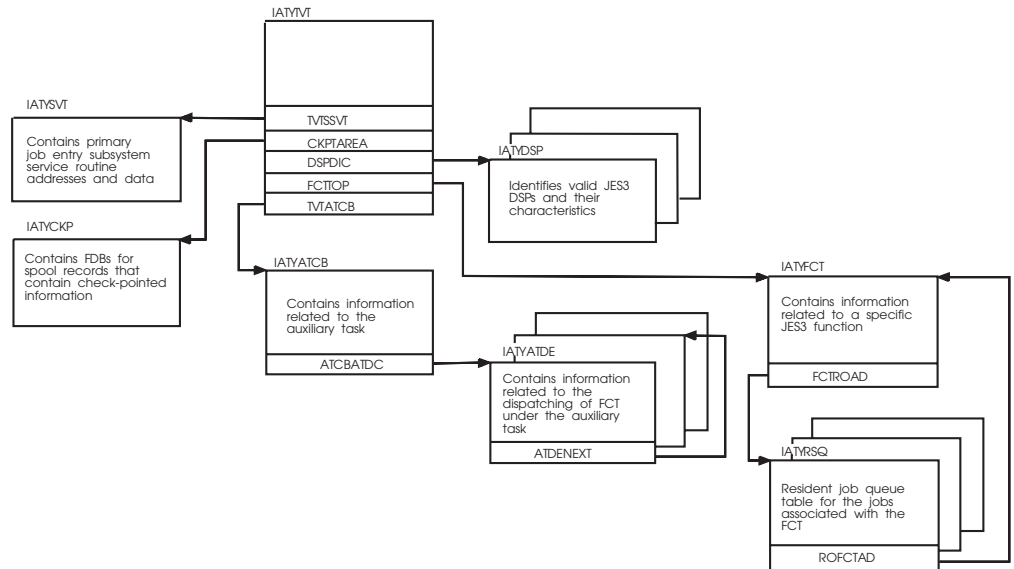 IATYTVT
TVTSSVT
CKPTAREA
DSPDIC
FCTTOP
TVTATCB
IATYSVT
Contains primary
job entry subsystem
service routine
addresses and data
IATYCKP
Contains FDBs for
spool records that
contain check-pointed
information
IATYDSP
Identifies valid JES3
DSPs and their
characteristics
IATYATCB
Contains information
related to the
auxiliary task
ATCBATDC
IATYATDE
Contains information
related to the
dispatching of FCT
under the auxiliary
task
ATDENEXT
IATYFCT
Contains information
related to a specific
JES3 function
FCTROAD
IATYRSQ
Resident job queue
table for the jobs
associated with the
FCT
ROFCTAD